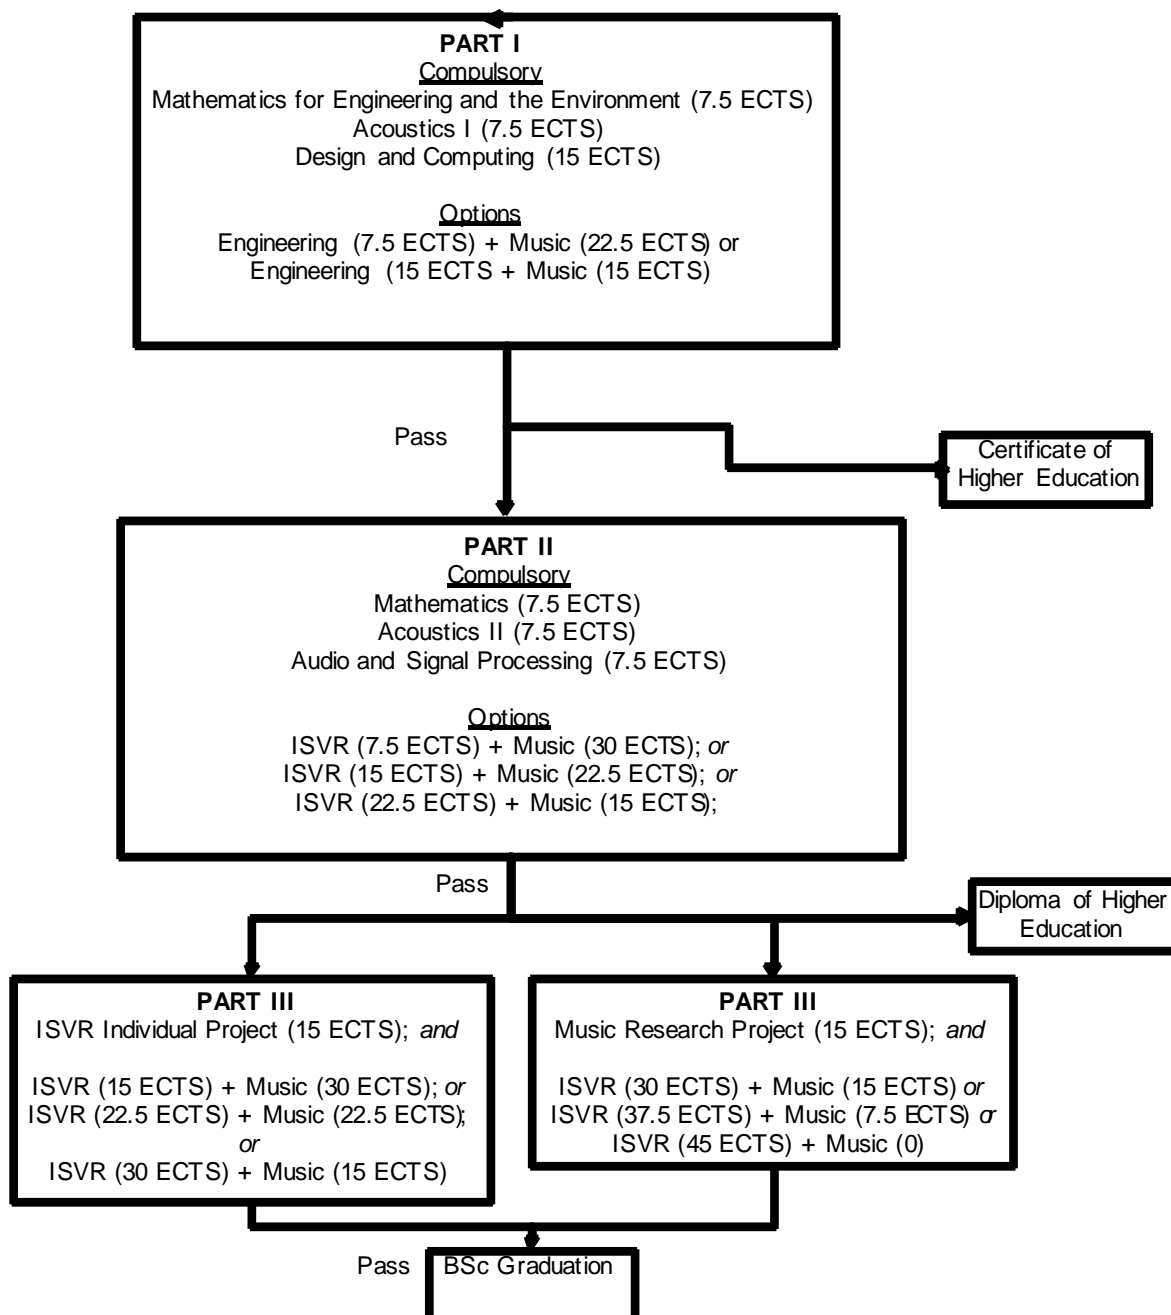 PART I
Compulsory
Mathematics for Engineering and the Environment (7.5 ECTS)
Acoustics I (7.5 ECTS)
Design and Computing (15 ECTS)
Options
Engineering (7.5 ECTS) + Music (22.5 ECTS) or
Engineering (15 ECTS + Music (15 ECTS)
Pass
Certificate of
Higher Education
PART II
Compulsory
Mathematics (7.5 ECTS)
Acoustics II (7.5 ECTS)
Audio and Signal Processing (7.5 ECTS)
Options
ISVR (7.5 ECTS) + Music (30 ECTS); or
ISVR (15 ECTS) + Music (22.5 ECTS); or
ISVR (22.5 ECTS) + Music (15 ECTS);
Pass
Diploma of Higher
Education
PART III
ISVR Individual Project (15 ECTS); and
ISVR (15 ECTS) + Music (30 ECTS); or
ISVR (22.5 ECTS) + Music (22.5 ECTS);
or
ISVR (30 ECTS) + Music (15 ECTS)
PART III
Music Research Project (15 ECTS); and
ISVR (30 ECTS) + Music (15 ECTS) or
ISVR (37.5 ECTS) + Music (7.5 ECTS) or
ISVR (45 ECTS) + Music (0)
Pass
BSc Graduation